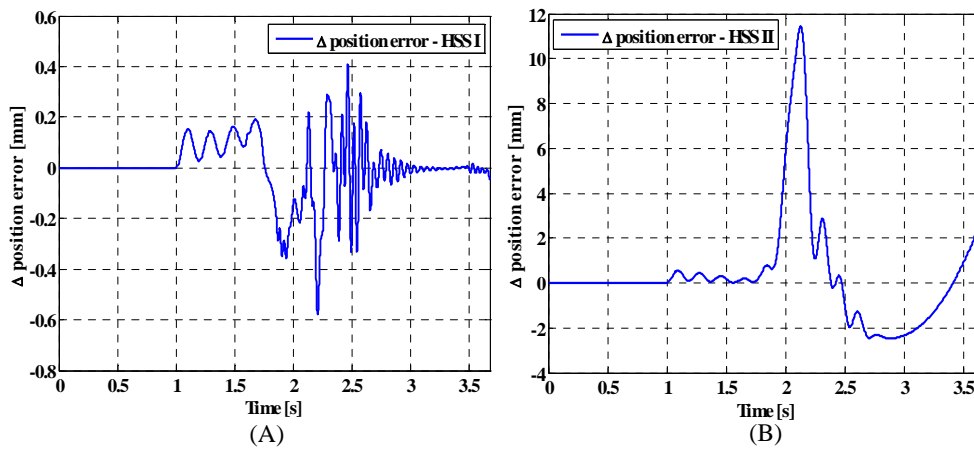 Δ position error - HSS I
Δ position error [mm]
0.6
0.4
0.2
0
-0.2
-0.4
-0.6
-0.8
0 0.5 1 1.5 2 2.5 3 3.5
Time [s]
(A)
Δ position error - HSS II
Δ position error [mm]
12
10
8
6
4
2
0
-2
-4
0 0.5 1 1.5 2 2.5 3 3.5
Time [s]
(B)